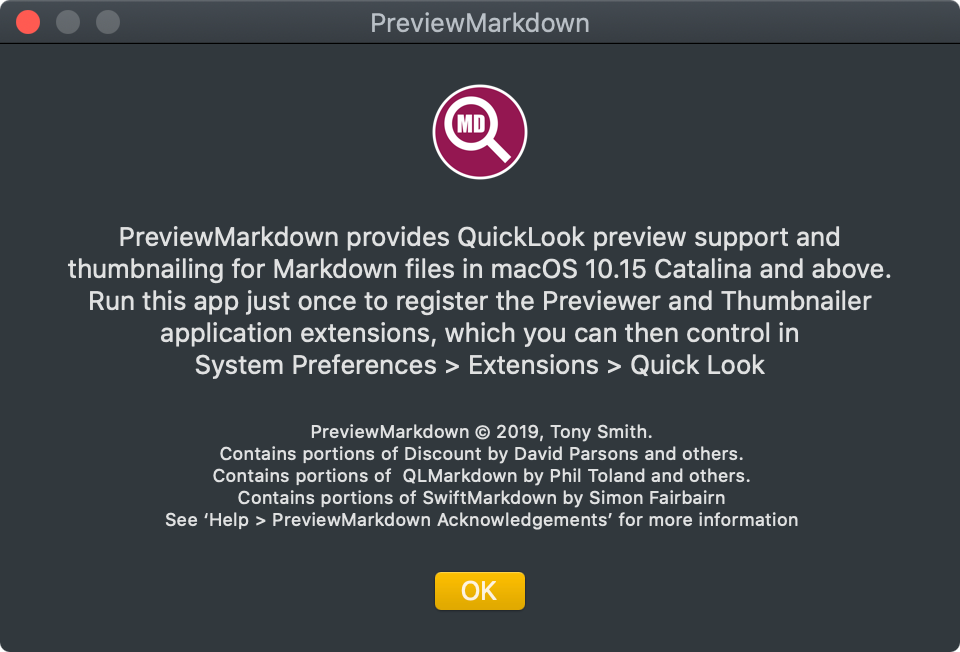 PreviewMarkdown
MD
PreviewMarkdown provides QuickLook preview support and
thumbnailing for Markdown files in macOS 10.15 Catalina and above.
Run this app just once to register the Previewer and Thumbnailer
application extensions, which you can then control in
System Preferences > Extensions > Quick Look
PreviewMarkdown © 2019, Tony Smith.
Contains portions of Discount by David Parsons and others.
Contains portions of  QLMarkdown by Phil Toland and others.
Contains portions of SwiftMarkdown by Simon Fairbairn
See ‘Help > PreviewMarkdown Acknowledgements’ for more information
OK